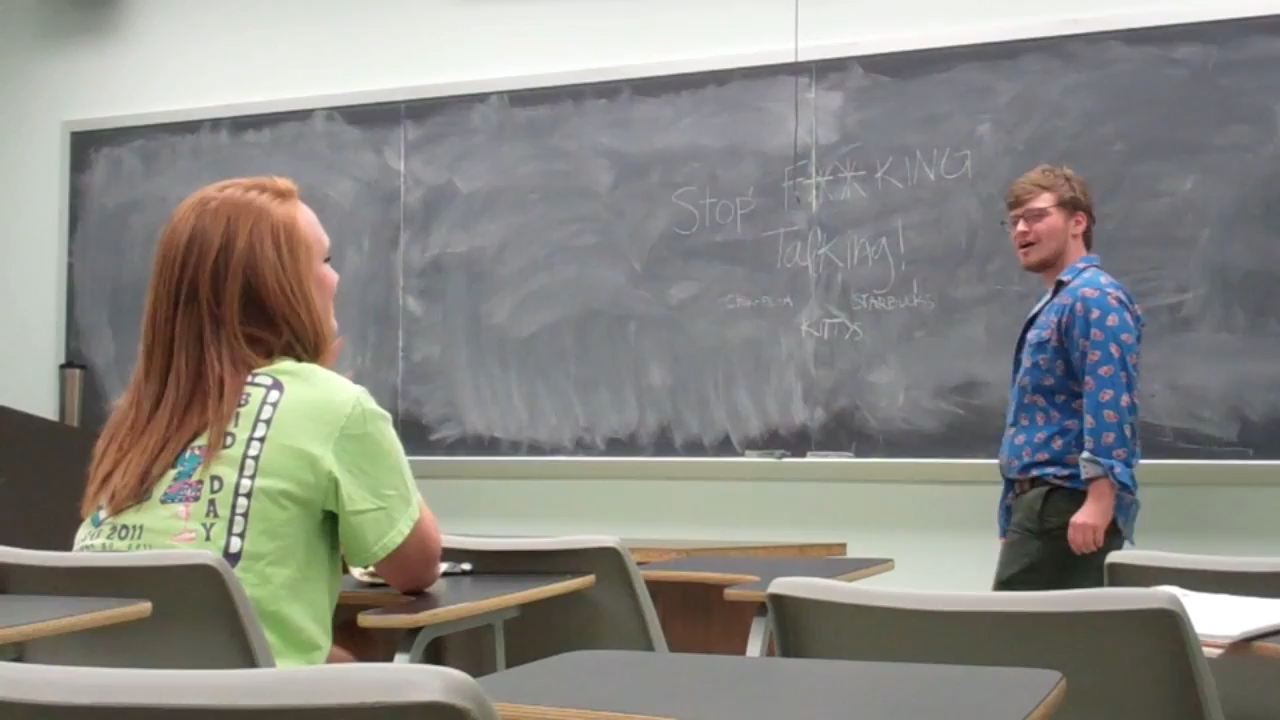 Stop F***KING
Talking!
STARBUCKS
KITTYS
BID
DAY
2011